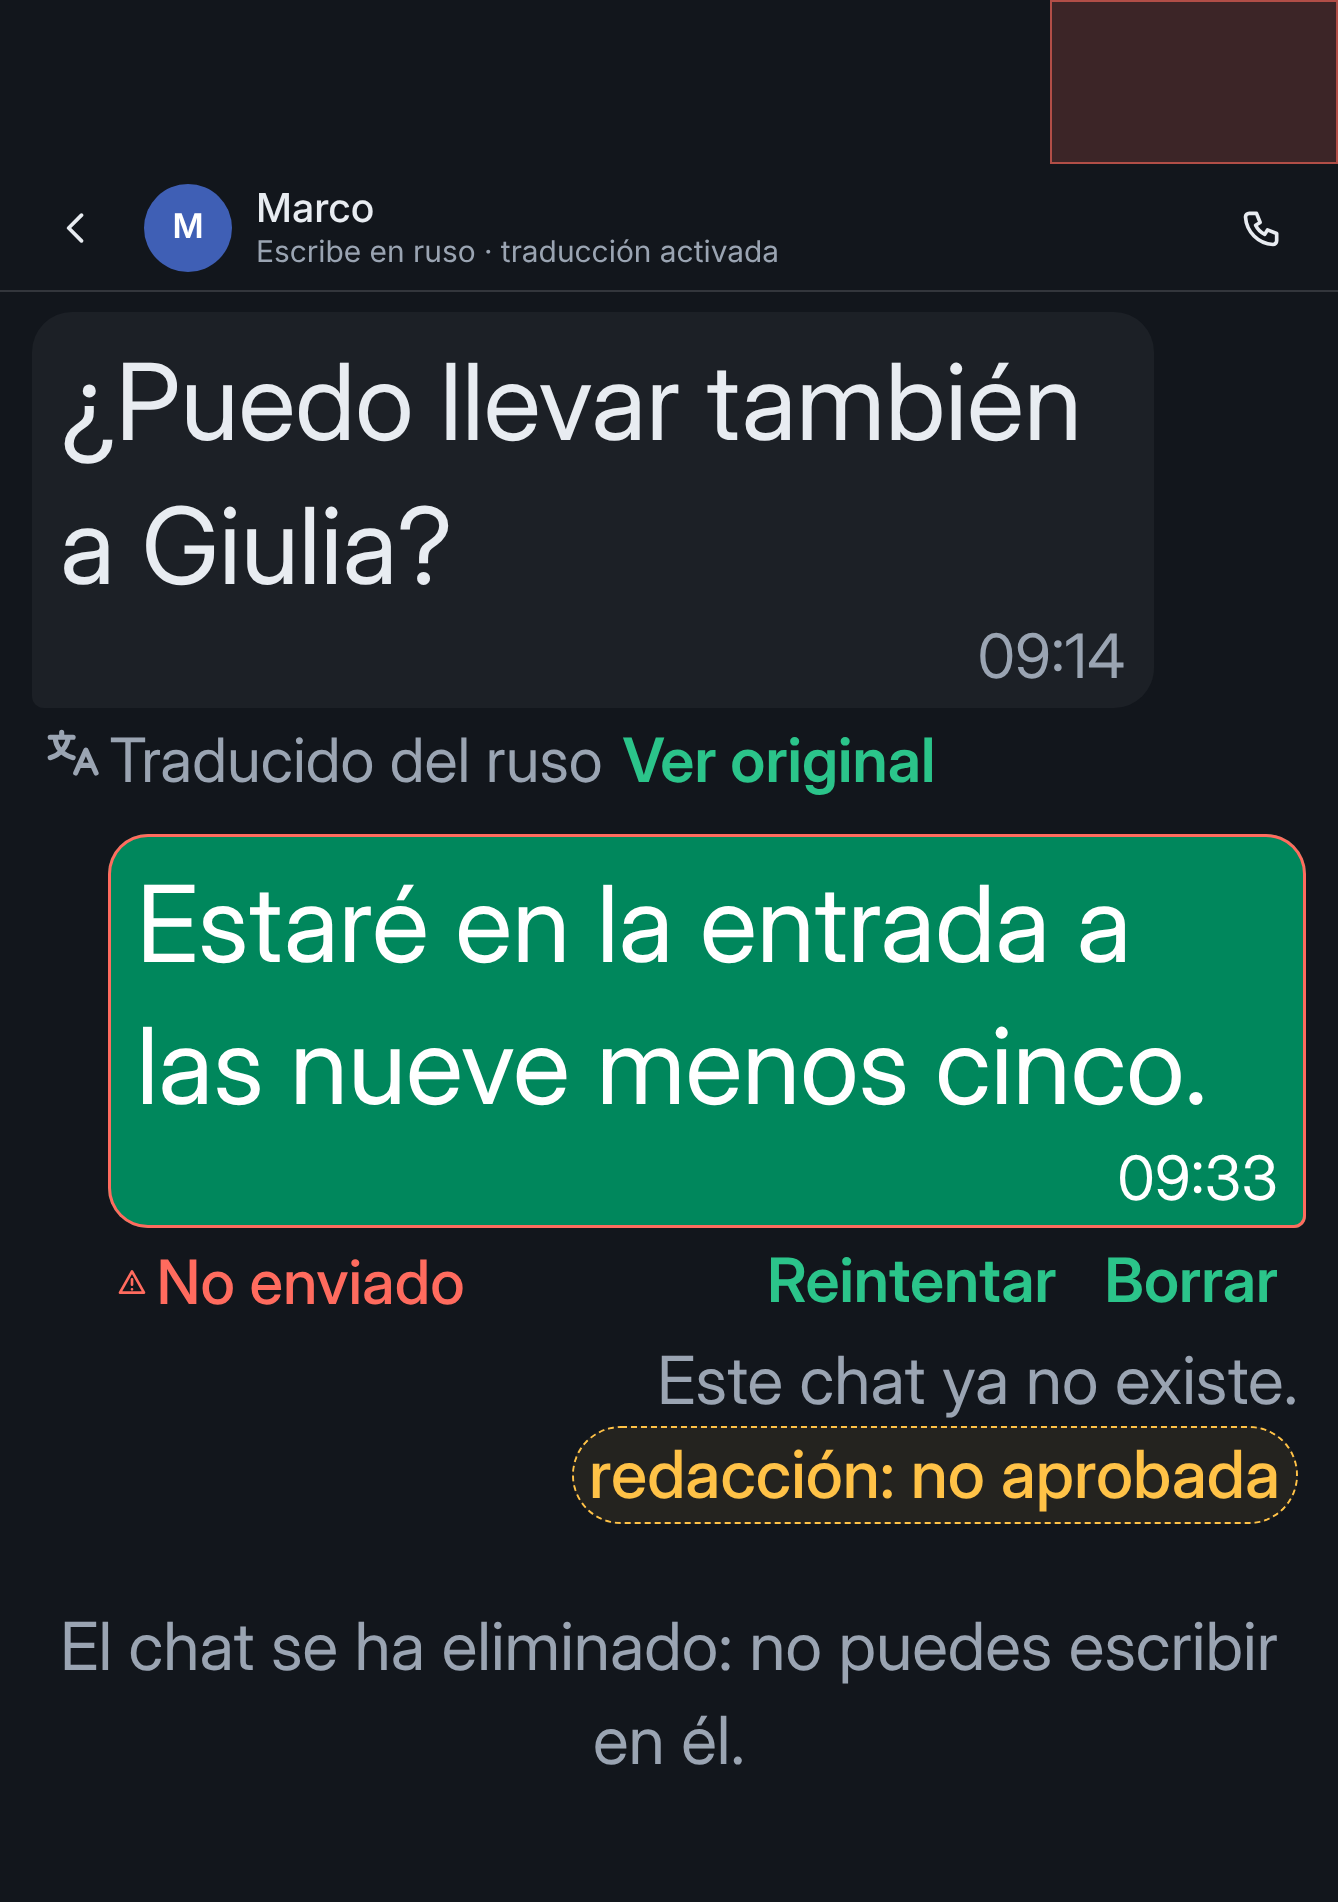 M
Marco
Escribe en ruso · traducción activada
¿Puedo llevar también
a Giulia?
09:14
Traducido del ruso Ver original
Estaré en la entrada a
las nueve menos cinco.
09:33
No enviado Reintentar Borrar
Este chat ya no existe.
redacción: no aprobada
El chat se ha eliminado: no puedes escribir
en él.